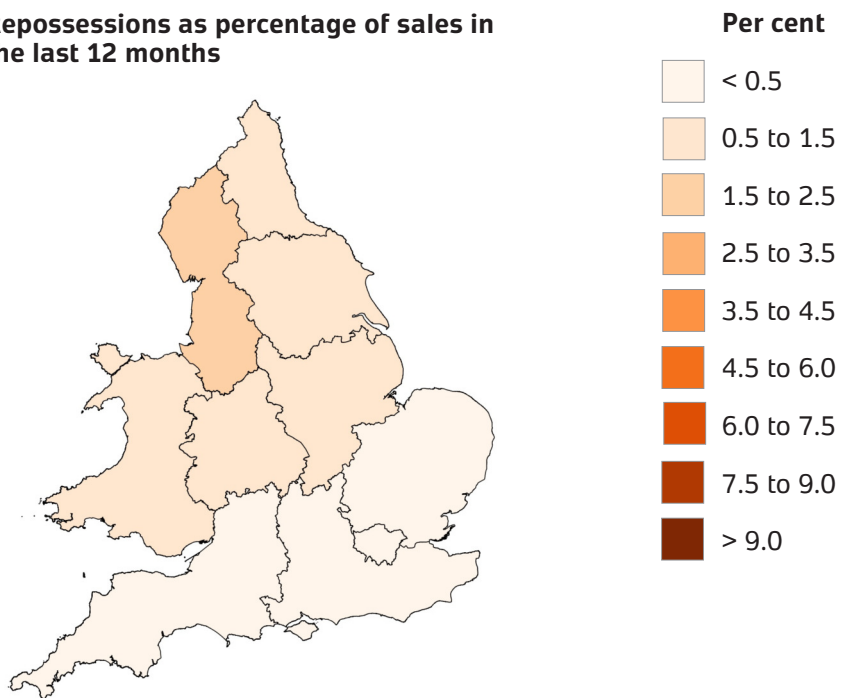 epossessions as percentage of sales in
he last 12 months
Per cent
< 0.5
0.5 to 1.5
1.5 to 2.5
2.5 to 3.5
3.5 to 4.5
4.5 to 6.0
6.0 to 7.5
7.5 to 9.0
> 9.0